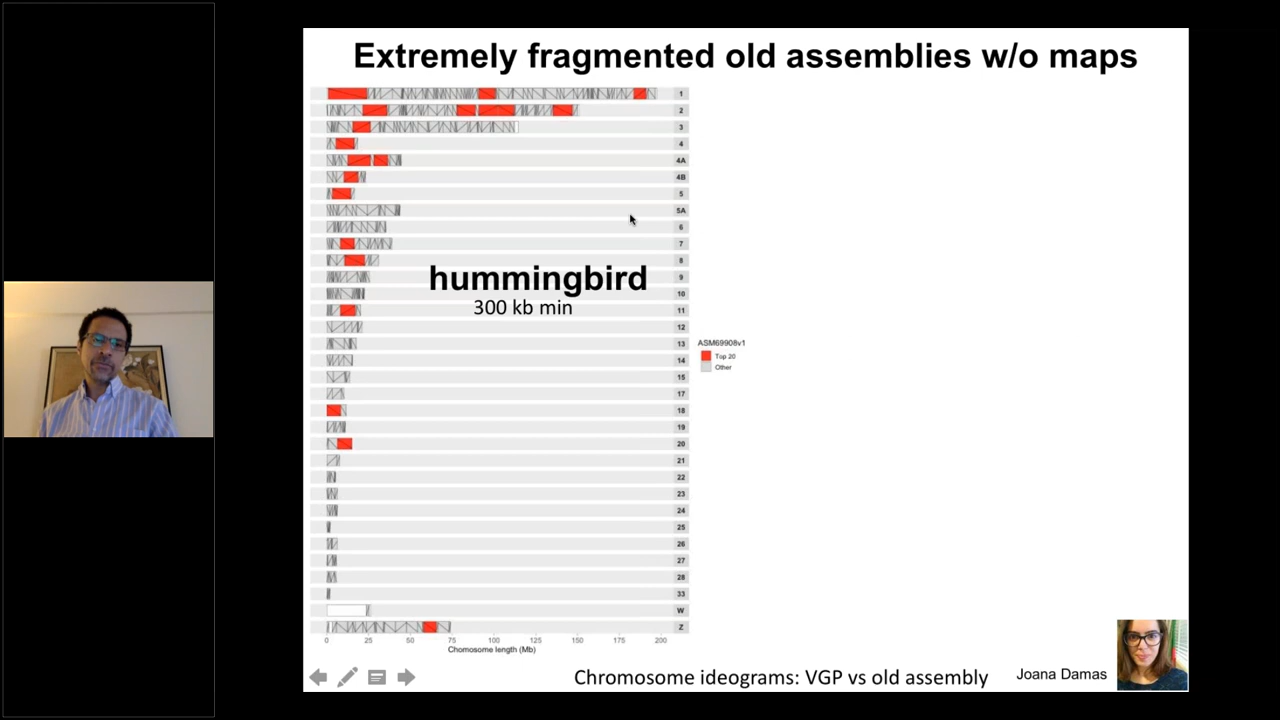 Extremely fragmented old assemblies w/o maps
1
2
3
4
4A
4B
5
5A
6
7
8
9
10
11
12
13
14
15
17
18
19
20
21
22
23
24
25
26
27
28
33
W
Z
hummingbird
300 kb min
ASM69908v1
Top 20
Other
0 25 50 75 100 125 150 175 200
Chromosome length (Mb)
Chromosome ideograms: VGP vs old assembly
Joana Damas